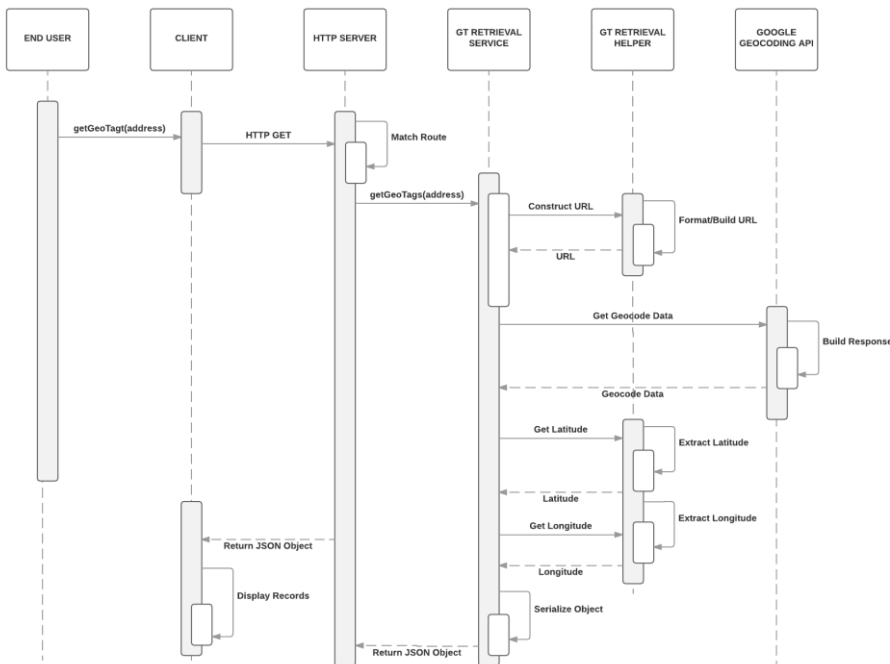 END USER
CLIENT
HTTP SERVER
GT RETRIEVAL
SERVICE
GT RETRIEVAL
HELPER
GOOGLE
GEOCODING API
getGeoTagt(address)
HTTP GET
Match Route
getGeoTags(address)
Construct URL
Format/Build URL
URL
Get Geocode Data
Build Response
Geocode Data
Get Latitude
Extract Latitude
Latitude
Get Longitude
Extract Longitude
Return JSON Object
Longitude
Display Records
Serialize Object
Return JSON Object